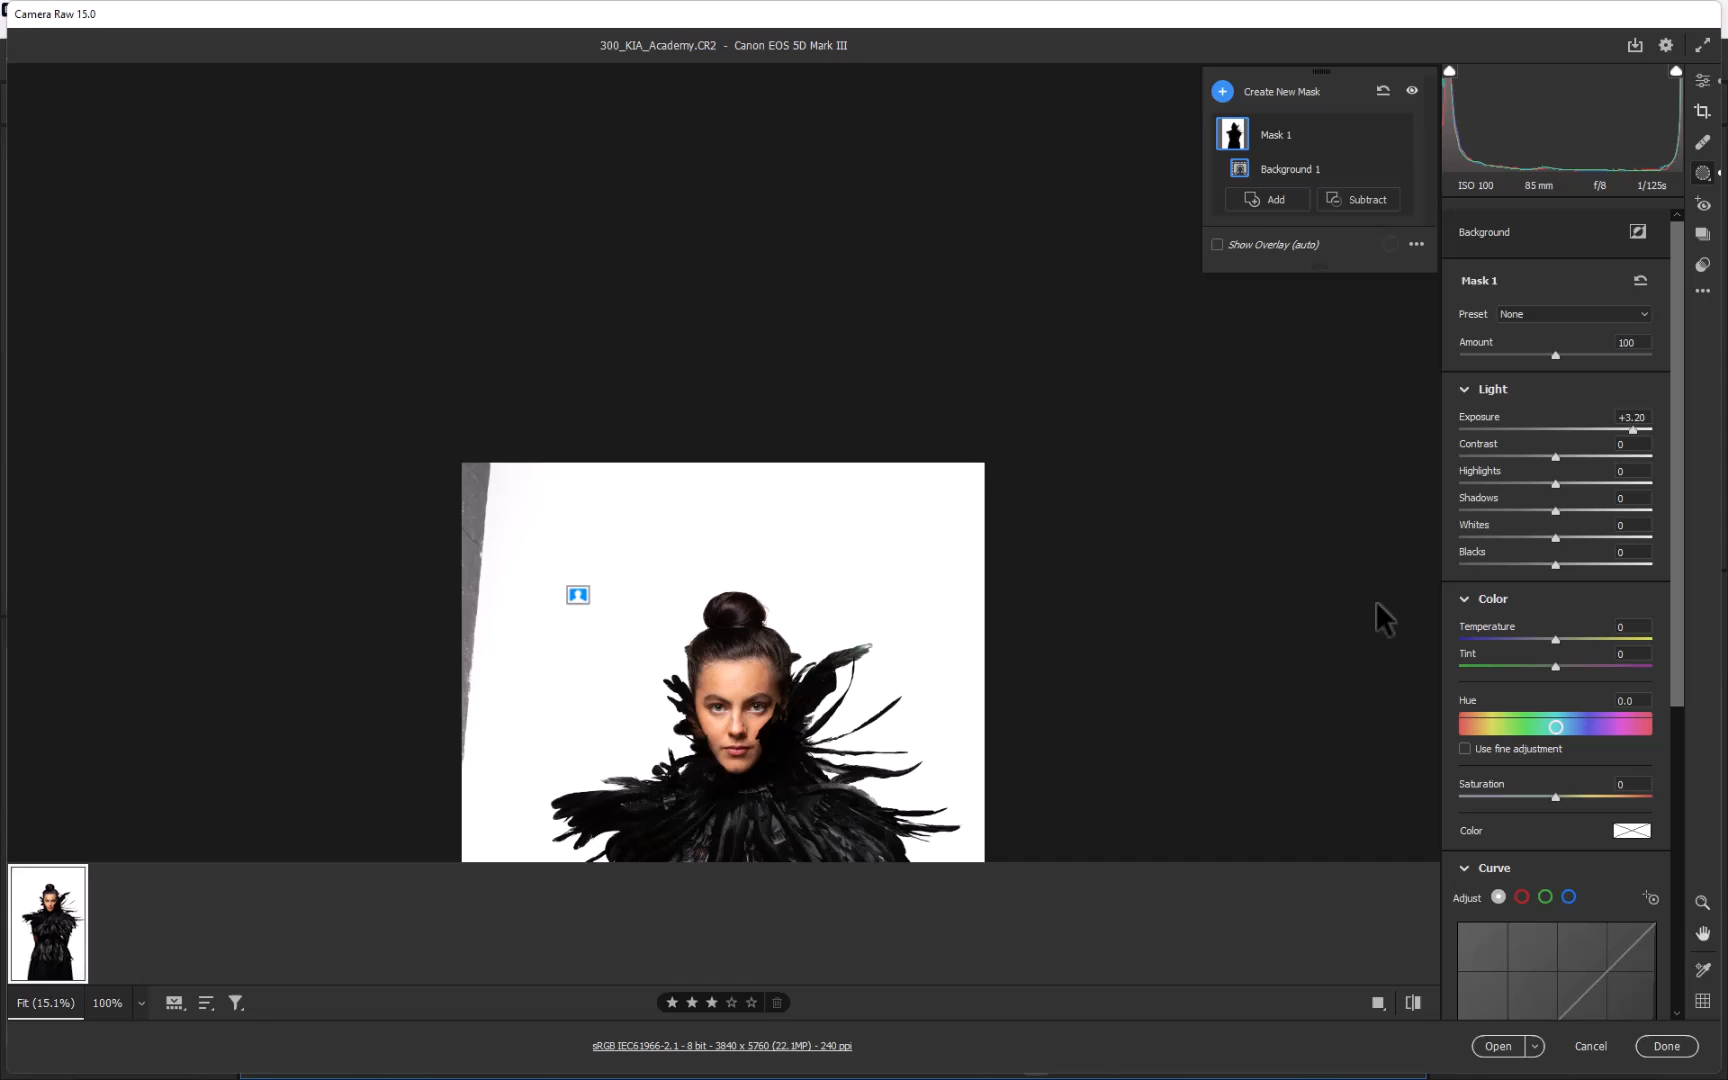 Camera Raw 15.0
300_KIA_Academy.CR2 - Canon EOS 5D Mark III
Create New Mask
Mask 1
Background 1
Add Subtract
Show Overlay (auto)
ISO 100 85 mm f/8 1/125s
Background
Mask 1
Preset None
Amount 100
Light
Exposure +3.20
Contrast 0
Highlights 0
Shadows 0
Whites 0
Blacks 0
Color
Temperature 0
Tint 0
Hue 0.0
Use fine adjustment
Saturation 0
Color
Curve
Adjust
Fit (15.1%) 100%
sRGB IEC61966-2.1 - 8 bit - 3840 x 5760 (22.1MP) - 240 ppi
Open Cancel Done